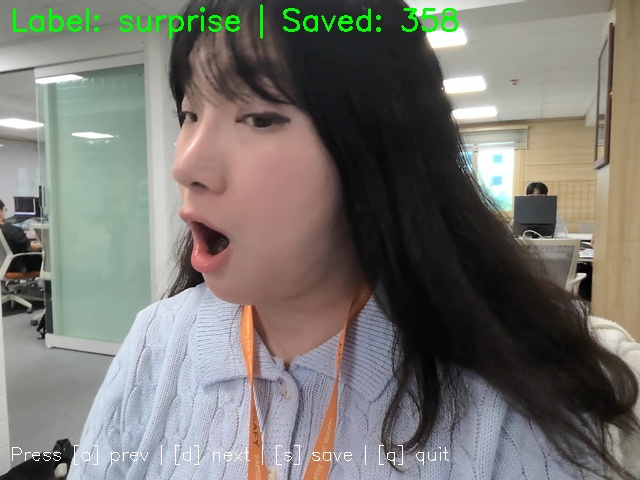 Label: surprise | Saved: 358
Press [a] prev | [d] next | [s] save | [q] quit